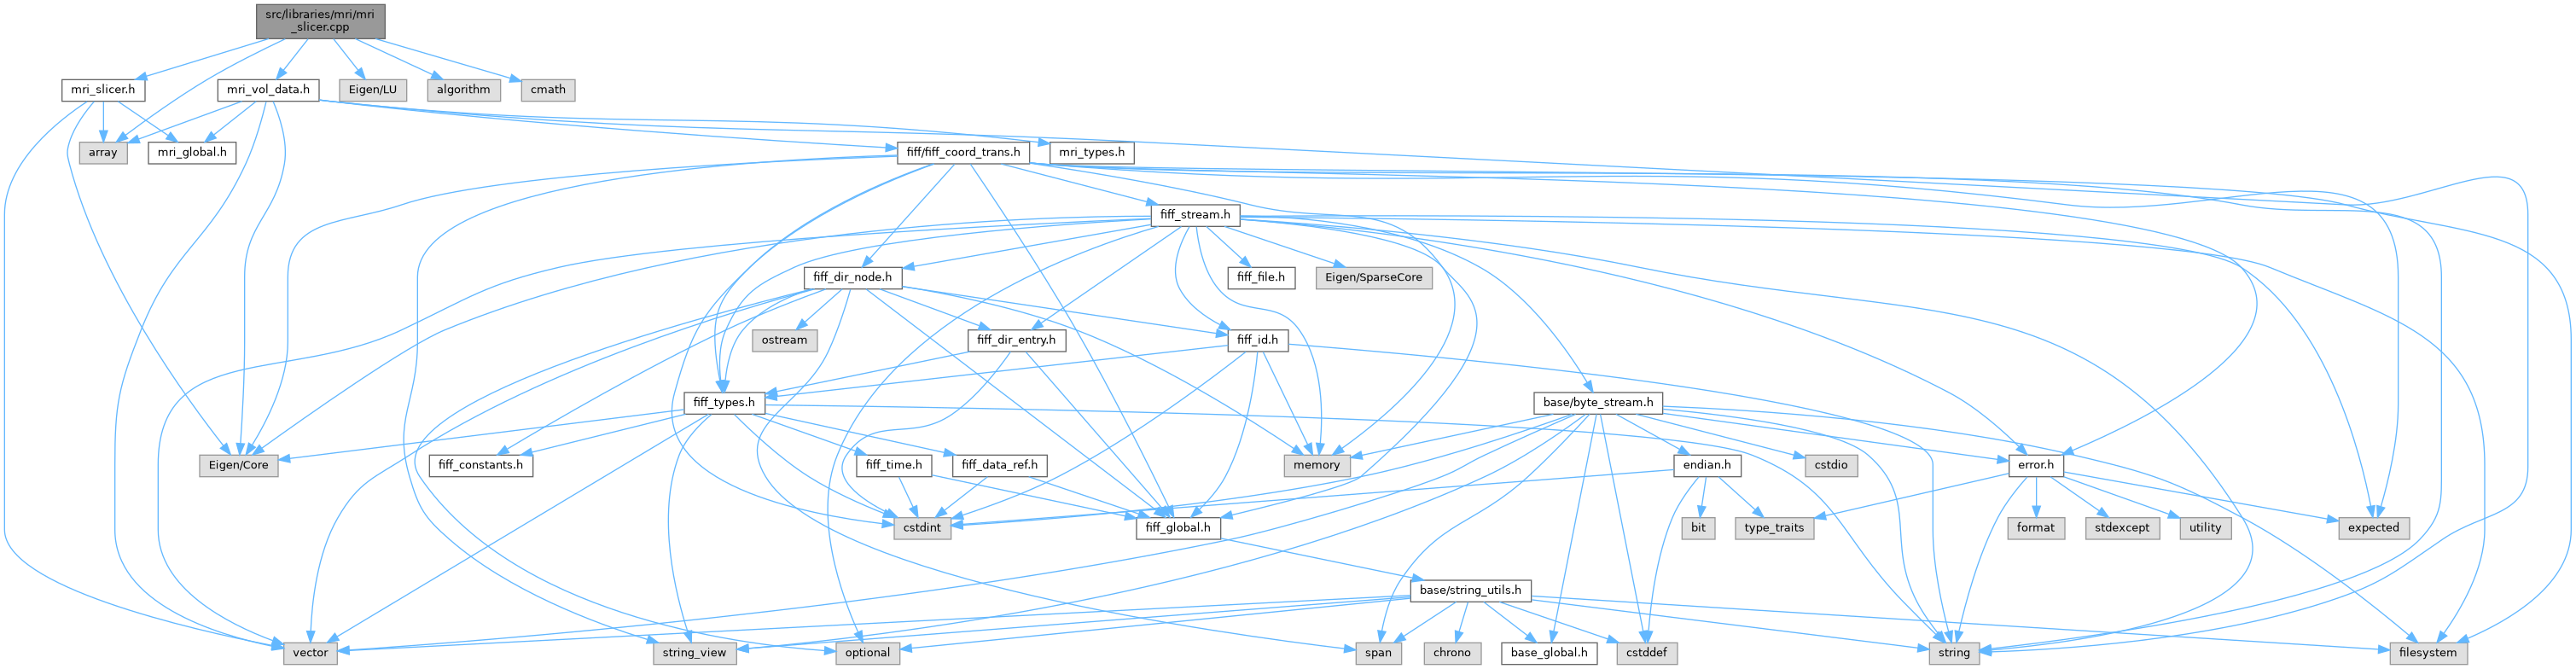 src/libraries/mri/mri
_slicer.cpp
mri_slicer.h
mri_vol_data.h
Eigen/LU
algorithm
cmath
array
mri_global.h
fiff/fiff_coord_trans.h
mri_types.h
fiff_stream.h
fiff_dir_node.h
fiff_file.h
Eigen/SparseCore
ostream
fiff_dir_entry.h
fiff_id.h
fiff_types.h
base/byte_stream.h
Eigen/Core
fiff_constants.h
fiff_time.h
fiff_data_ref.h
memory
endian.h
cstdio
error.h
cstdint
fiff_global.h
bit
type_traits
format
stdexcept
utility
expected
base/string_utils.h
vector
string_view
optional
span
chrono
base_global.h
cstddef
string
filesystem